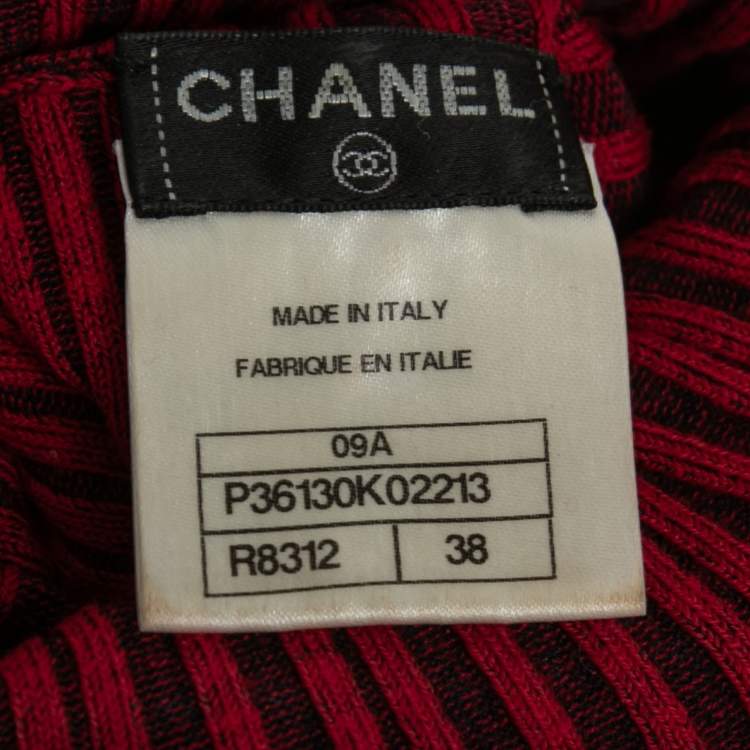 CHANEL
MADE IN ITALY
FABRIQUE EN ITALIE
09A
P36130K02213
R8312 38